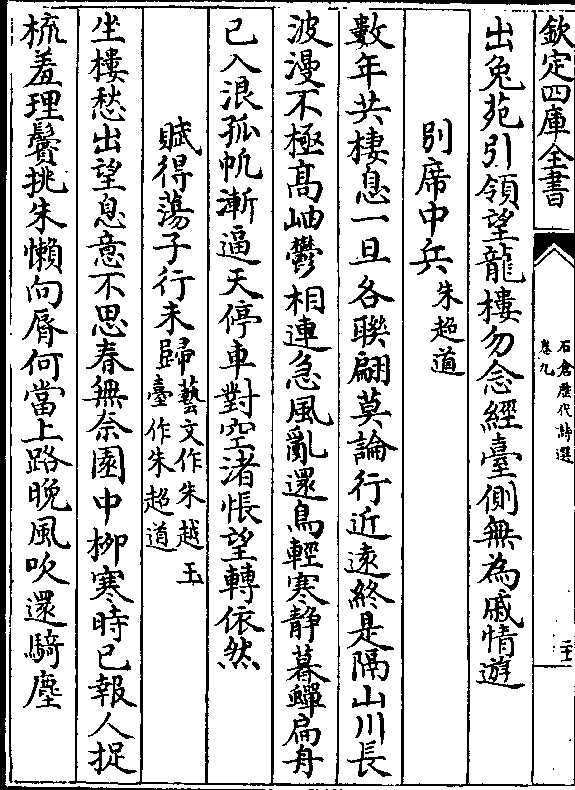 欽定四庫全書
石倉歷代詩選
卷九
二十五
出兔苑引領望龍樓勿念經臺側無為戚情遊
別席中兵朱超道
數年共棲息一旦各聯翩莫論行近遠終是隔山川長
波漫不極高岫鬱相連急風亂還鳥輕寒静暮蟬扁舟
已入浪孤帆漸逼天停車對空渚悵望轉依然
賦得蕩子行未歸藝文作朱越玉
臺作朱超道
坐樓愁出望息意不思春無奈園中柳寒時已報人捉
梳羞理鬢挑朱懶向脣何當上路晚風吹還騎塵